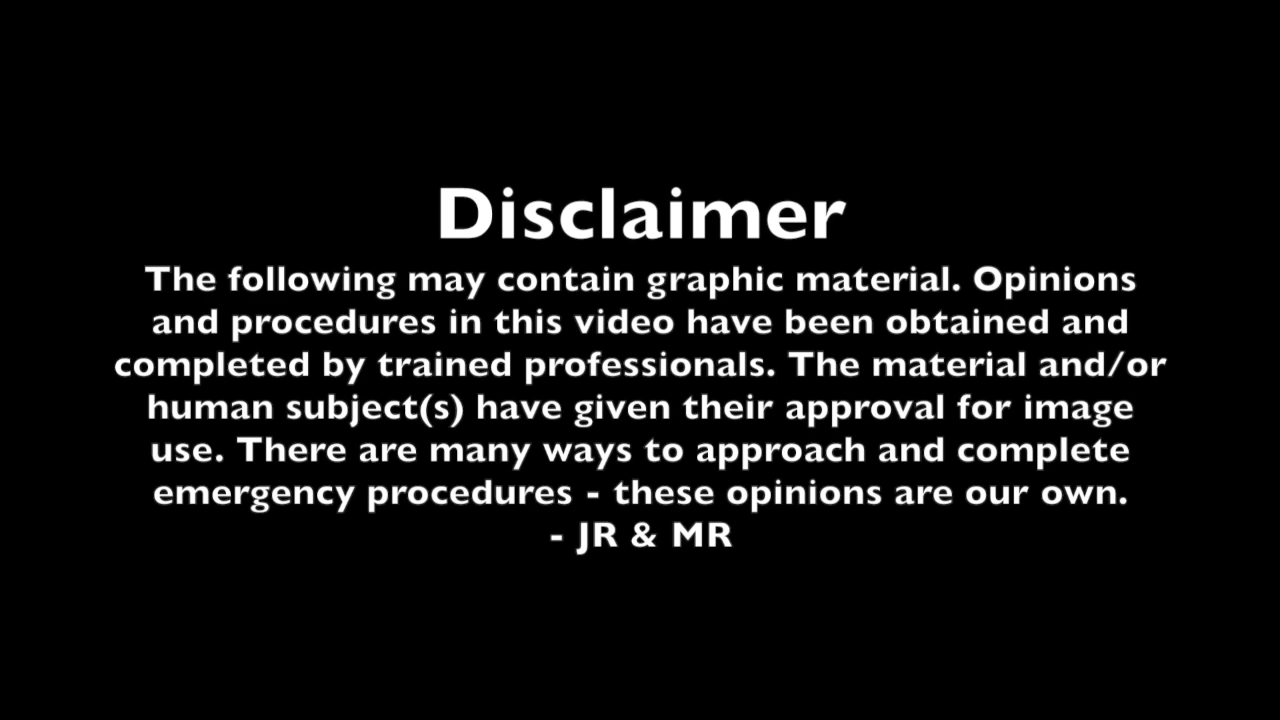 Disclaimer
The following may contain graphic material. Opinions
and procedures in this video have been obtained and
completed by trained professionals. The material and/or
human subject(s) have given their approval for image
use. There are many ways to approach and complete
emergency procedures - these opinions are our own.
- JR & MR